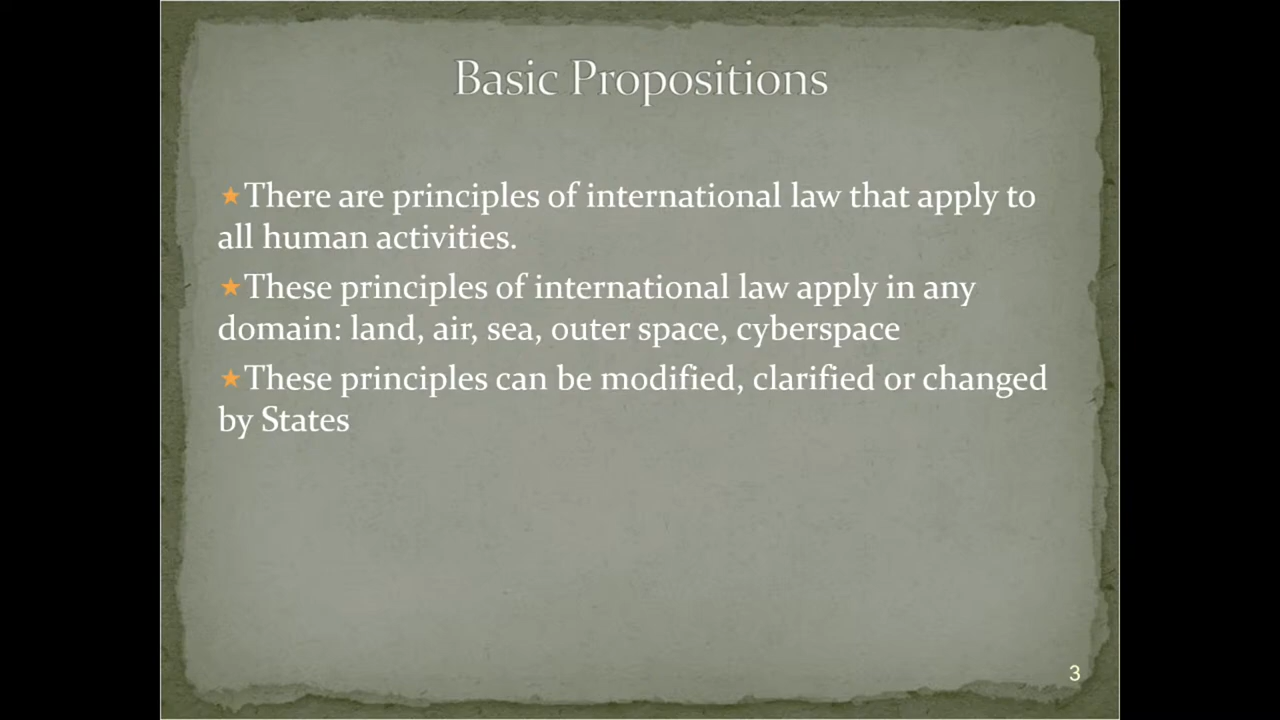 Basic Propositions
There are principles of international law that apply to
all human activities.
These principles of international law apply in any
domain: land, air, sea, outer space, cyberspace
These principles can be modified, clarified or changed
by States
3